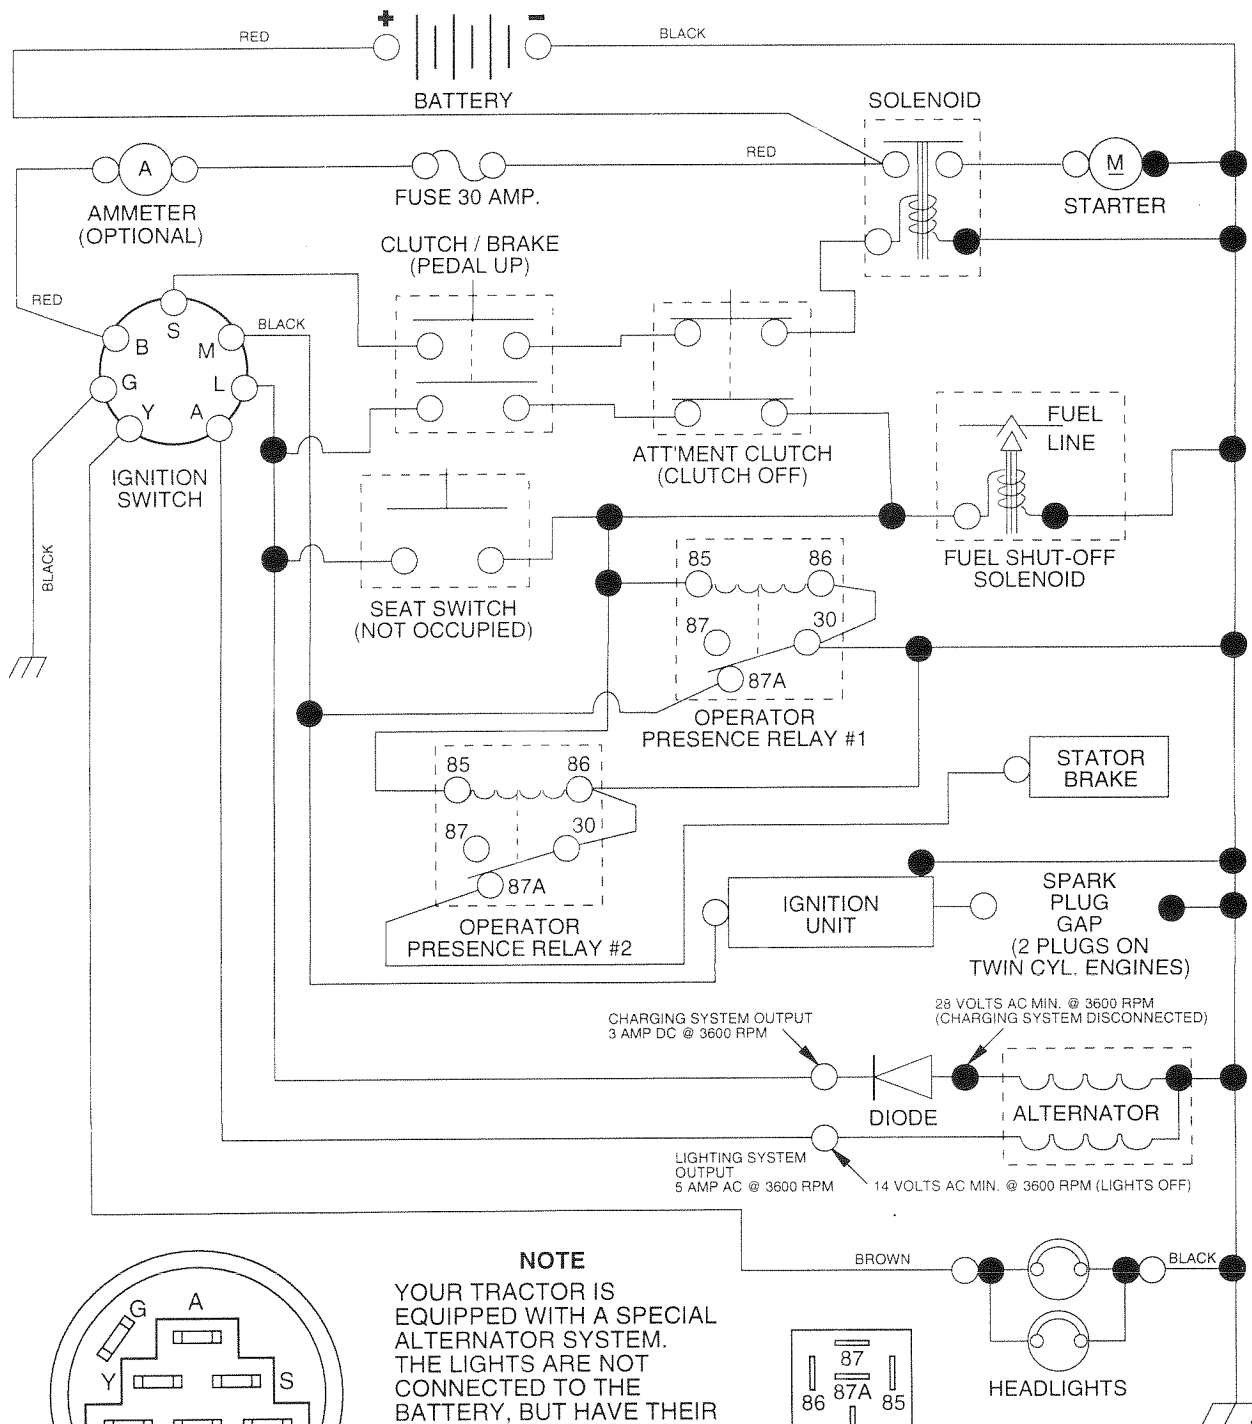 + -
RED
BLACK
BATTERY
SOLENOID
RED
A
M
FUSE 30 AMP.
STARTER
AMMETER
(OPTIONAL)
CLUTCH / BRAKE
(PEDAL UP)
RED
BLACK
S
B
M
G
L
Y
A
IGNITION
SWITCH
FUEL
LINE
ATT'MENT CLUTCH
(CLUTCH OFF)
BLACK
FUEL SHUT-OFF
SOLENOID
SEAT SWITCH
(NOT OCCUPIED)
85 86
87 30
87A
OPERATOR
PRESENCE RELAY #1
85 86
87 30
87A
OPERATOR
PRESENCE RELAY #2
STATOR
BRAKE
IGNITION
UNIT
SPARK
PLUG
GAP
(2 PLUGS ON
TWIN CYL. ENGINES)
CHARGING SYSTEM OUTPUT
3 AMP DC @ 3600 RPM
28 VOLTS AC MIN. @ 3600 RPM
(CHARGING SYSTEM DISCONNECTED)
DIODE
ALTERNATOR
LIGHTING SYSTEM
OUTPUT
5 AMP AC @ 3600 RPM
14 VOLTS AC MIN. @ 3600 RPM (LIGHTS OFF)
BROWN
BLACK
HEADLIGHTS
G A
Y S
NOTE
YOUR TRACTOR IS
EQUIPPED WITH A SPECIAL
ALTERNATOR SYSTEM.
THE LIGHTS ARE NOT
CONNECTED TO THE
BATTERY, BUT HAVE THEIR
87
86 87A 85